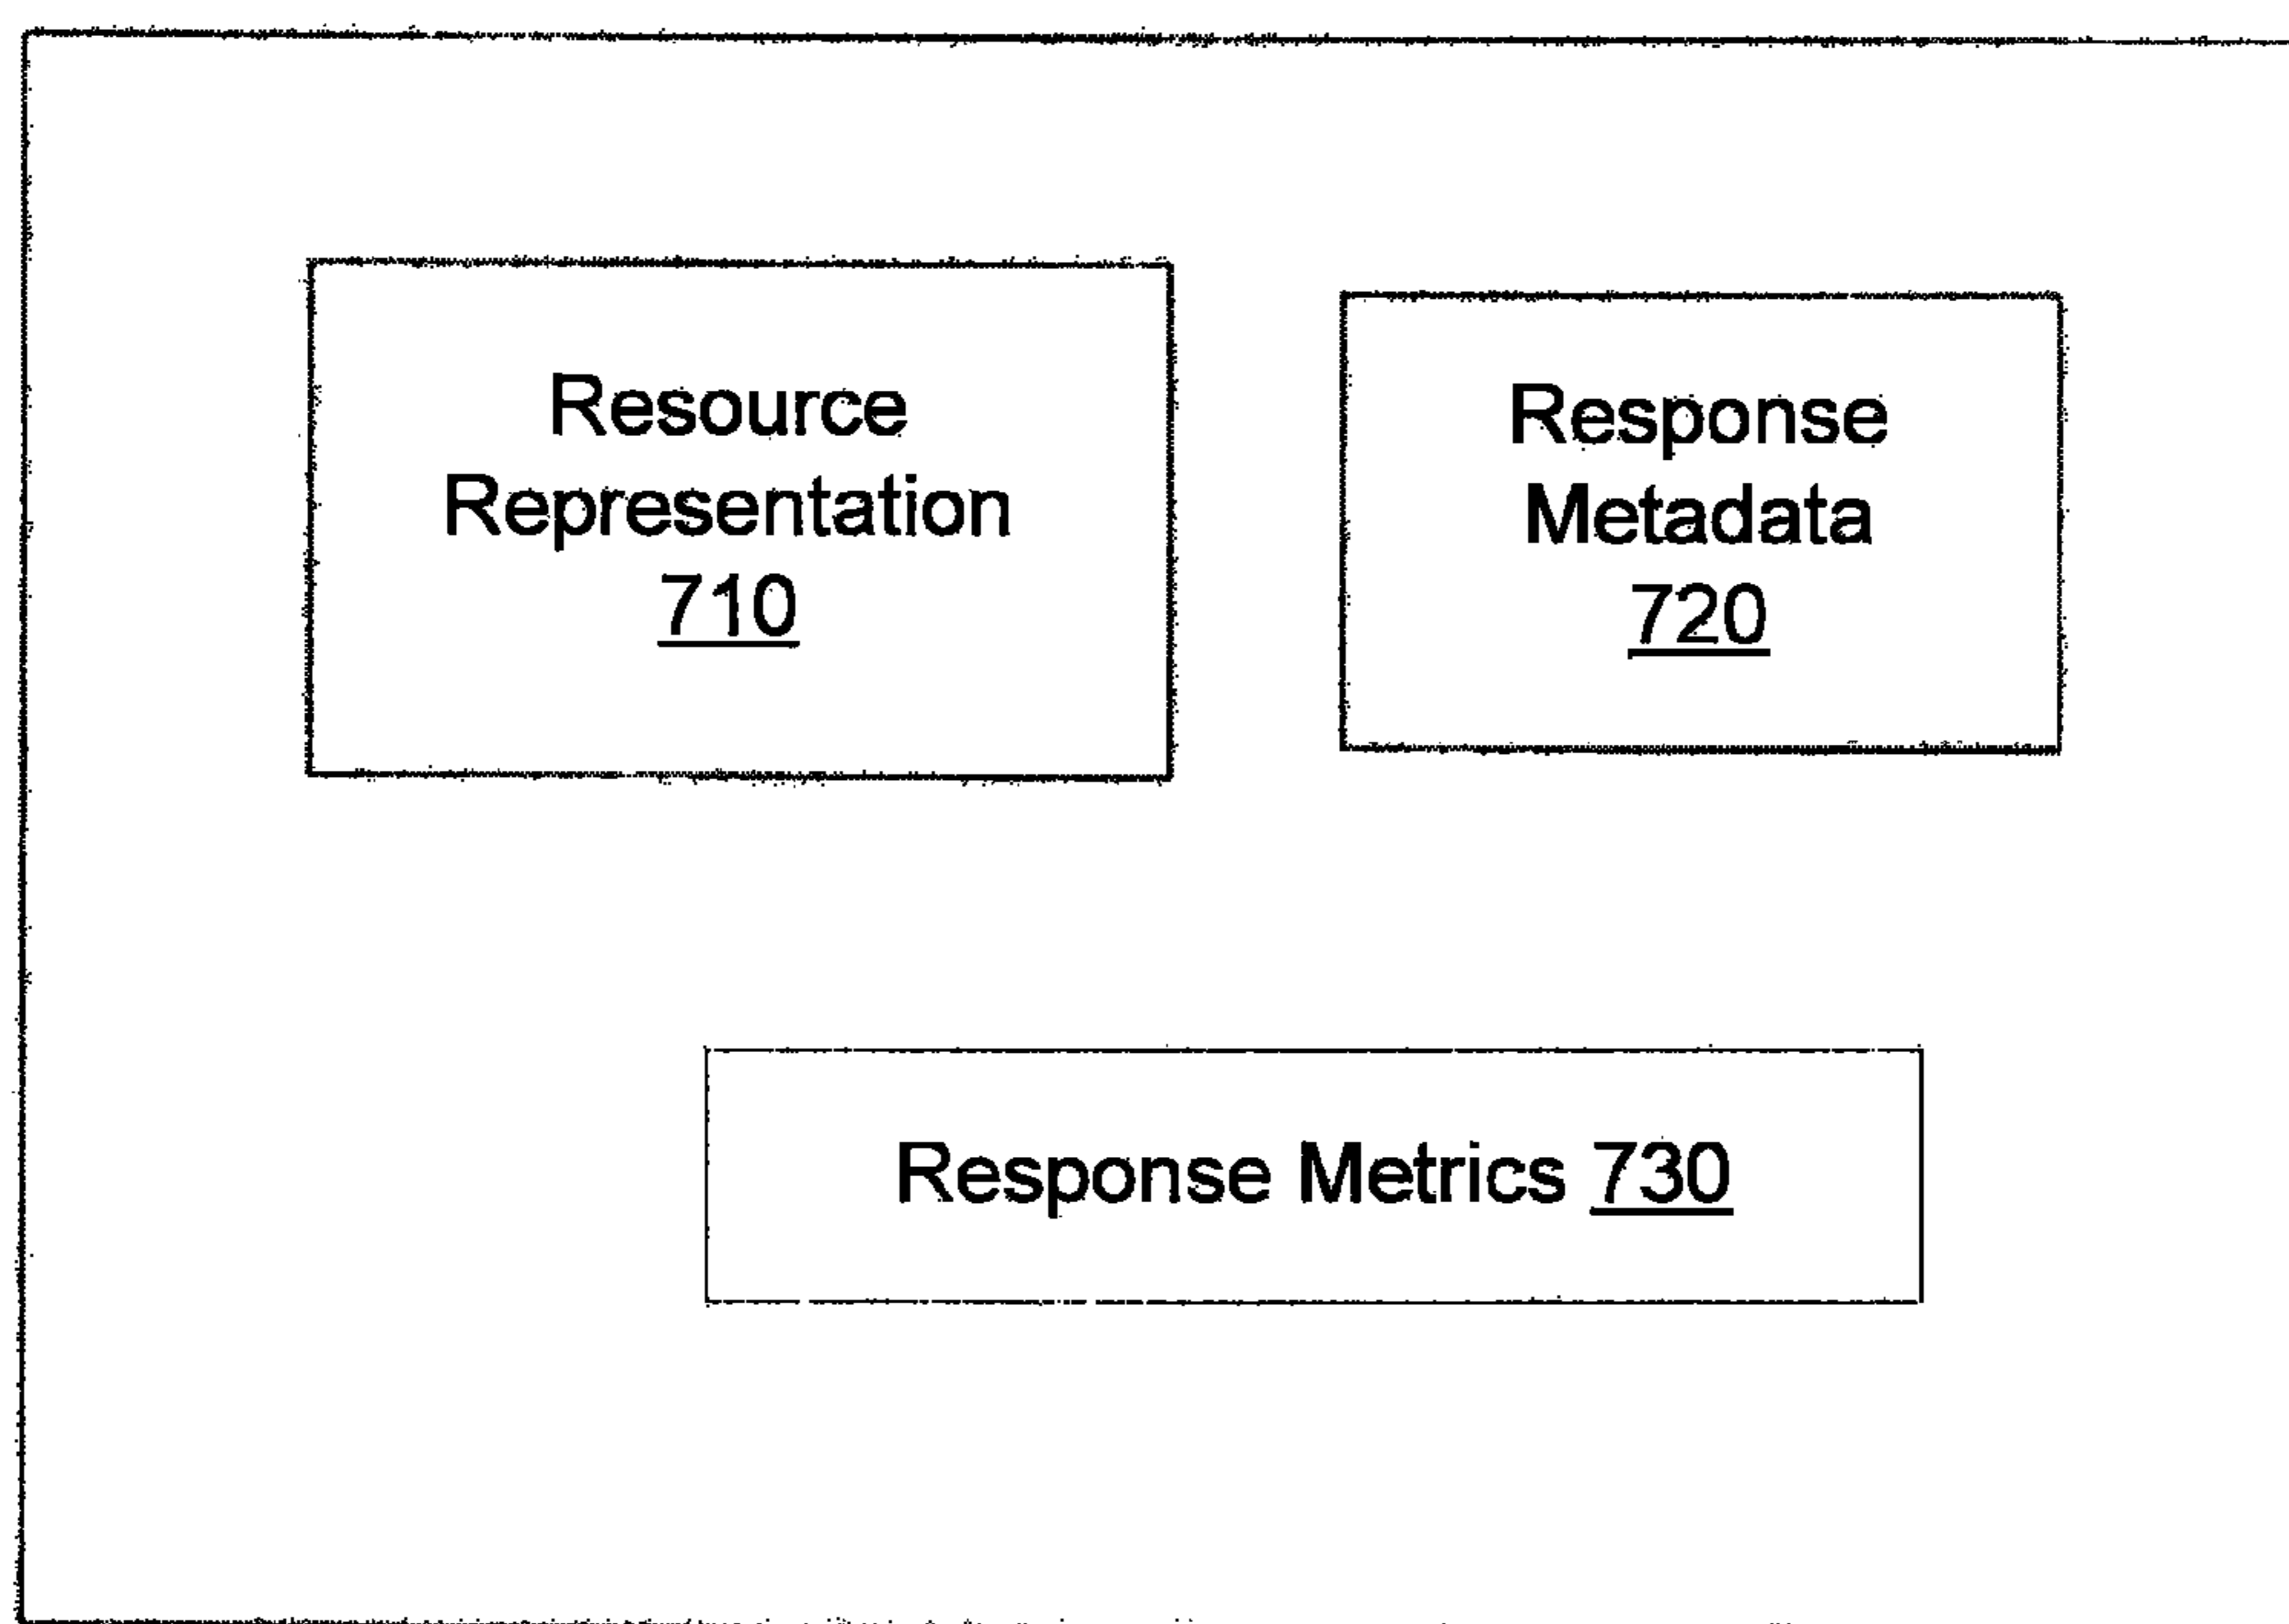 Resource
Representation
710
Response
Metadata
720
Response Metrics 730